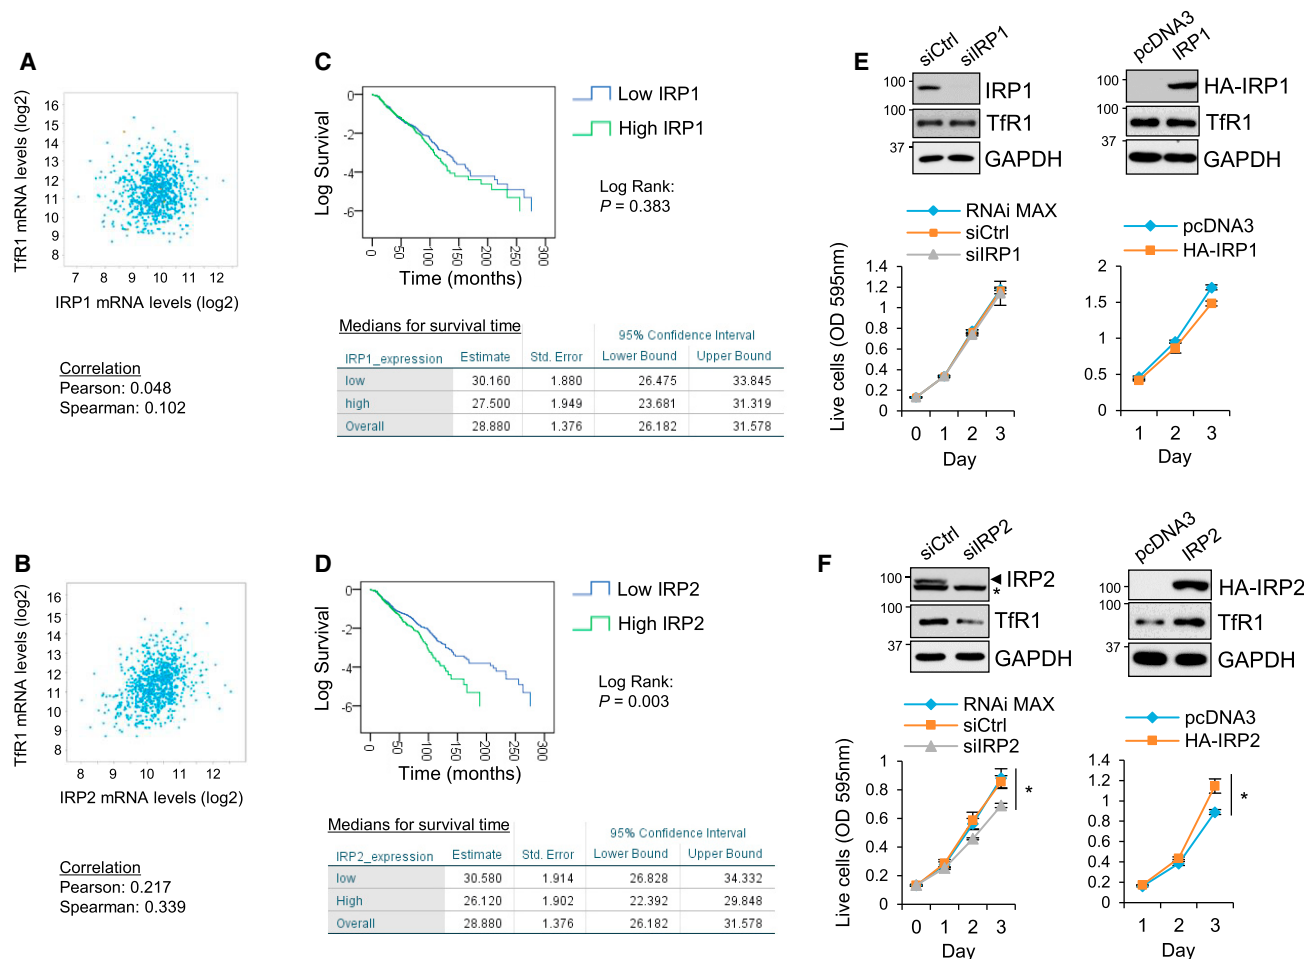 A
TfR1 mRNA levels (log2)
16
15
14
13
12
11
10
9
8
7 8 9 10 11 12
IRP1 mRNA levels (log2)
Correlation
Pearson: 0.048
Spearman: 0.102
C
Log Survival
0
-2
-4
-6
0 50 100 150 200 250 300
Time (months)
Low IRP1
High IRP1
Log Rank:
P = 0.383
Medians for survival time
95% Confidence Interval
IRP1_expression Estimate Std. Error Lower Bound Upper Bound
low 30.160 1.880 26.475 33.845
high 27.500 1.949 23.681 31.319
Overall 28.880 1.376 26.182 31.578
E
siCtrl siIRP1
100 IRP1
100 TfR1
37 GAPDH
RNAi MAX
siCtrl
siIRP1
Live cells (OD 595nm)
1.4
1.2
1
0.8
0.6
0.4
0.2
0
0 1 2 3
Day
pcDNA3 IRP1
100 HA-IRP1
100 TfR1
37 GAPDH
pcDNA3
HA-IRP1
2
1.5
1
0.5
0
1 2 3
Day
B
TfR1 mRNA levels (log2)
16
15
14
13
12
11
10
9
8
8 9 10 11 12
IRP2 mRNA levels (log2)
Correlation
Pearson: 0.217
Spearman: 0.339
D
Log Survival
0
-2
-4
-6
0 50 100 150 200 250 300
Time (months)
Low IRP2
High IRP2
Log Rank:
P = 0.003
Medians for survival time
95% Confidence Interval
IRP2_expression Estimate Std. Error Lower Bound Upper Bound
low 30.580 1.914 26.828 34.332
High 26.120 1.902 22.392 29.848
Overall 28.880 1.376 26.182 31.578
F
siCtrl siIRP2
100 IRP2
*
100 TfR1
37 GAPDH
RNAi MAX
siCtrl
siIRP2
Live cells (OD 595nm)
1
0.8
0.6
0.4
0.2
0
*
0 1 2 3
Day
pcDNA3 IRP2
100 HA-IRP2
100 TfR1
37 GAPDH
pcDNA3
HA-IRP2
1.4
1.2
1
0.8
0.6
0.4
0.2
0
*
1 2 3
Day